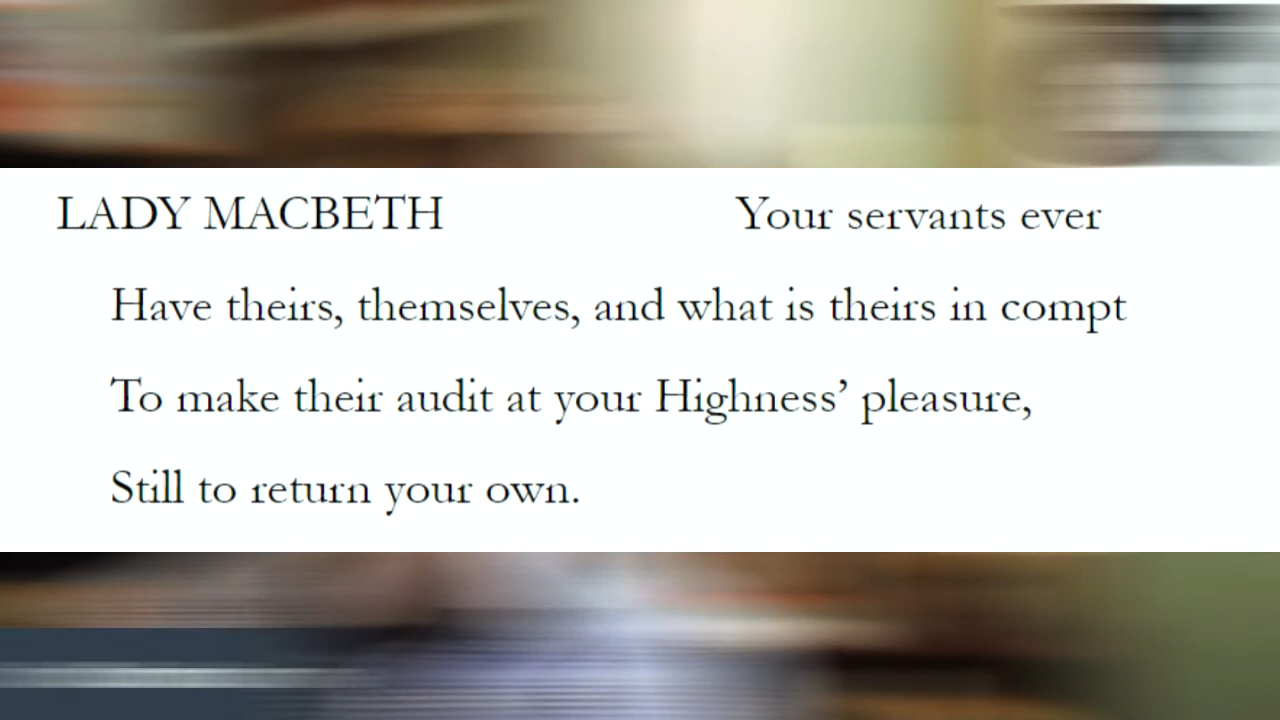 LADY MACBETH Your servants ever
Have theirs, themselves, and what is theirs in compt
To make their audit at your Highness’ pleasure,
Still to return your own.